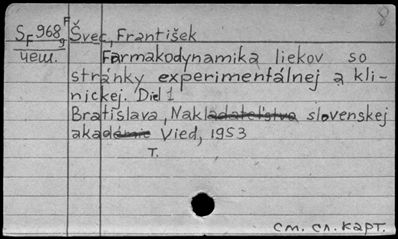 8
S_F 968 F/g Švec, František
чеш. Farmakodynamika liekov so
stránky experimentálnej a kli-
nickej. Diel 1
Bratislava, Nakladateľstvo slovenskej
akadémie Vied, 1953
T.
см. сл. карт.